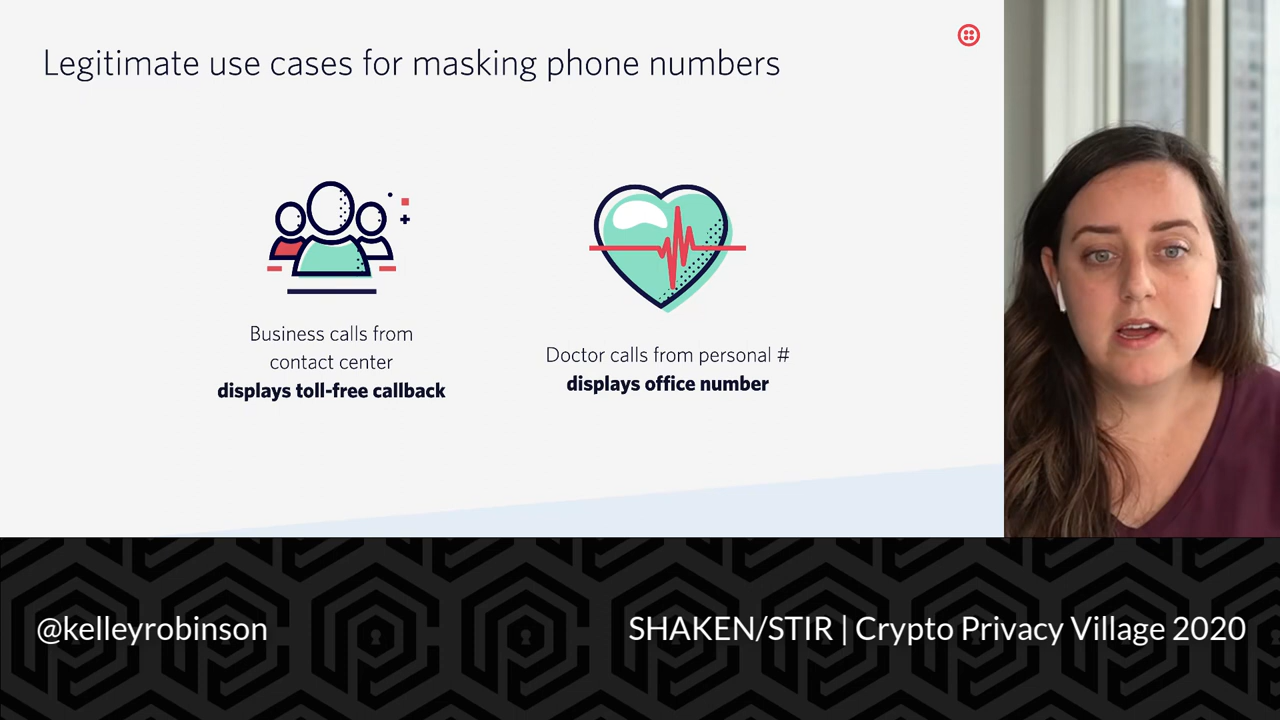 Legitimate use cases for masking phone numbers
Business calls from
contact center
displays toll-free callback
Doctor calls from personal #
displays office number
@kelleyrobinson
SHAKEN/STIR | Crypto Privacy Village 2020